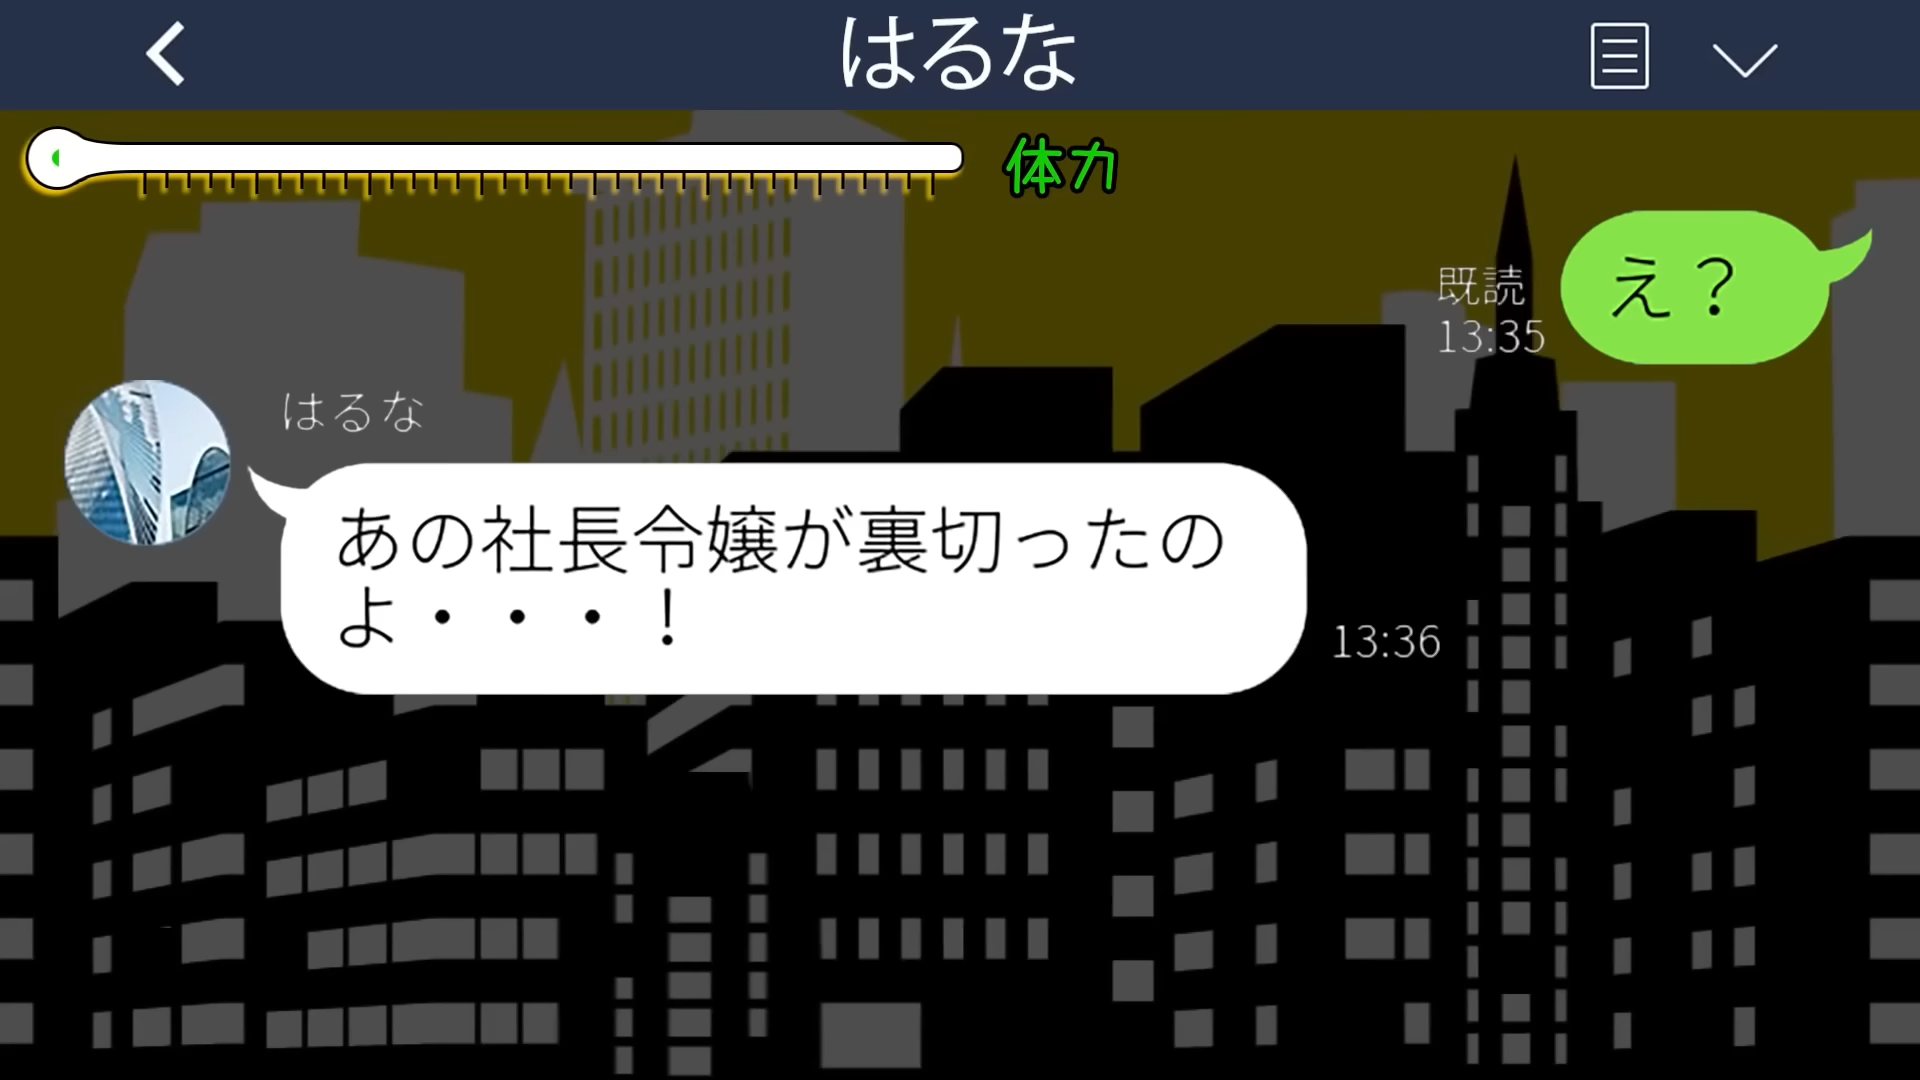 はるな
体力
え？
既読
13:35
はるな
あの社長令嬢が裏切ったの
よ・・・！
13:36